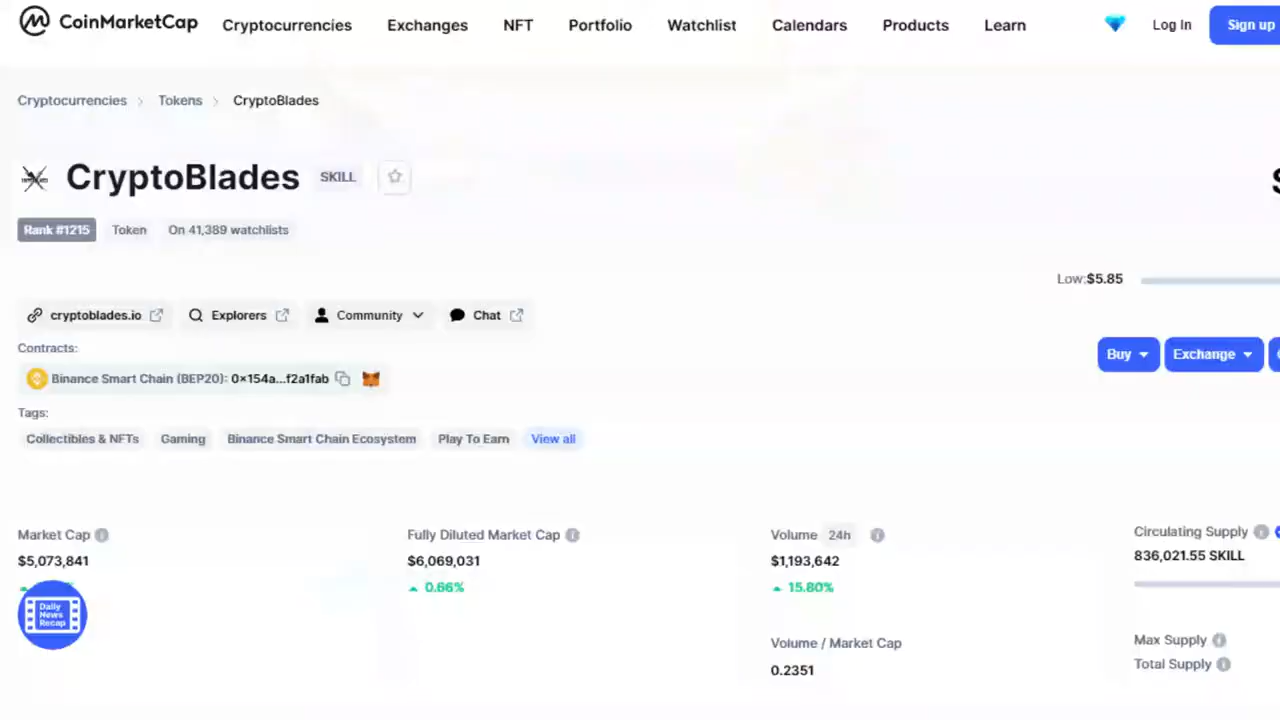 CoinMarketCap Cryptocurrencies Exchanges NFT Portfolio Watchlist Calendars Products Learn Log In Sign up
Cryptocurrencies > Tokens > CryptoBlades
CryptoBlades SKILL
Rank #1215 Token On 41,389 watchlists
Low:$5.85
cryptoblades.io Explorers Community Chat
Contracts:
Buy Exchange
Binance Smart Chain (BEP20): 0x154a...f2a1fab
Tags:
Collectibles & NFTs Gaming Binance Smart Chain Ecosystem Play To Earn View all
Market Cap Fully Diluted Market Cap Volume 24h Circulating Supply
$5,073,841 $6,069,031 $1,193,642 836,021.55 SKILL
0.66% 15.80%
Daily
News
Recap
Volume / Market Cap Max Supply
0.2351 Total Supply